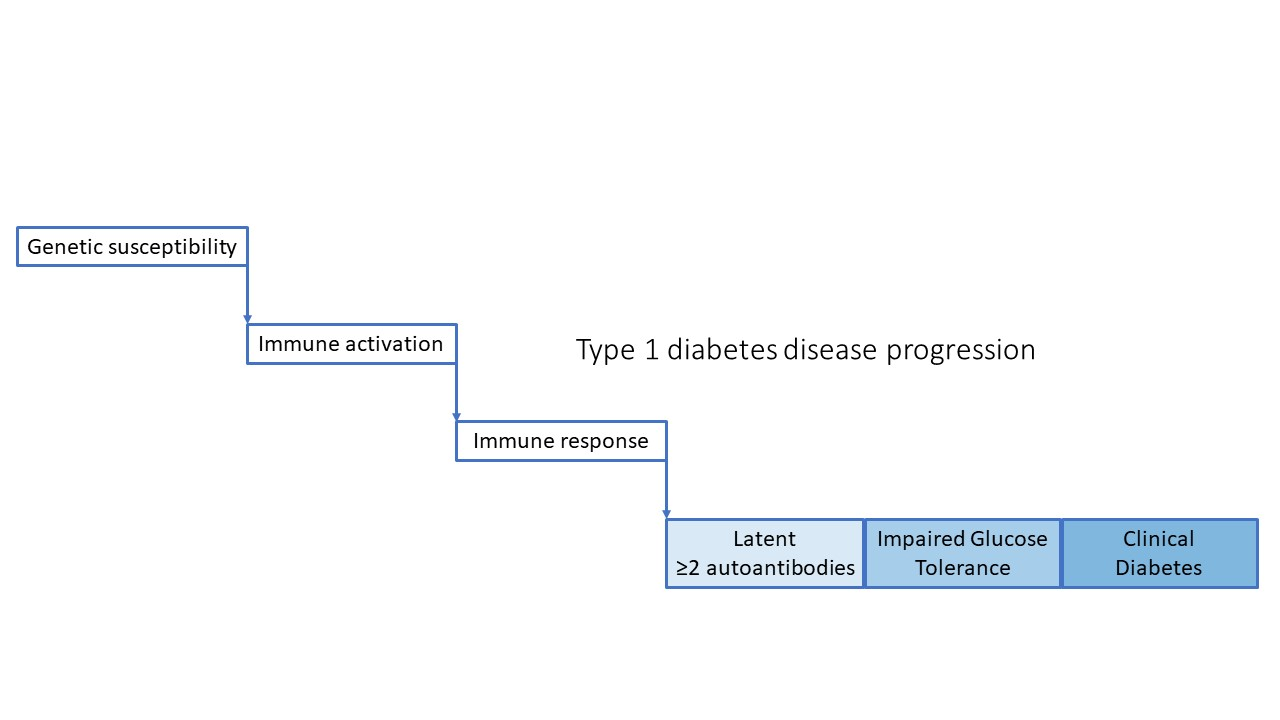 Genetic susceptibility
Immune activation
Type 1 diabetes disease progression
Immune response
Latent
≥2 autoantibodies
Impaired Glucose
Tolerance
Clinical
Diabetes